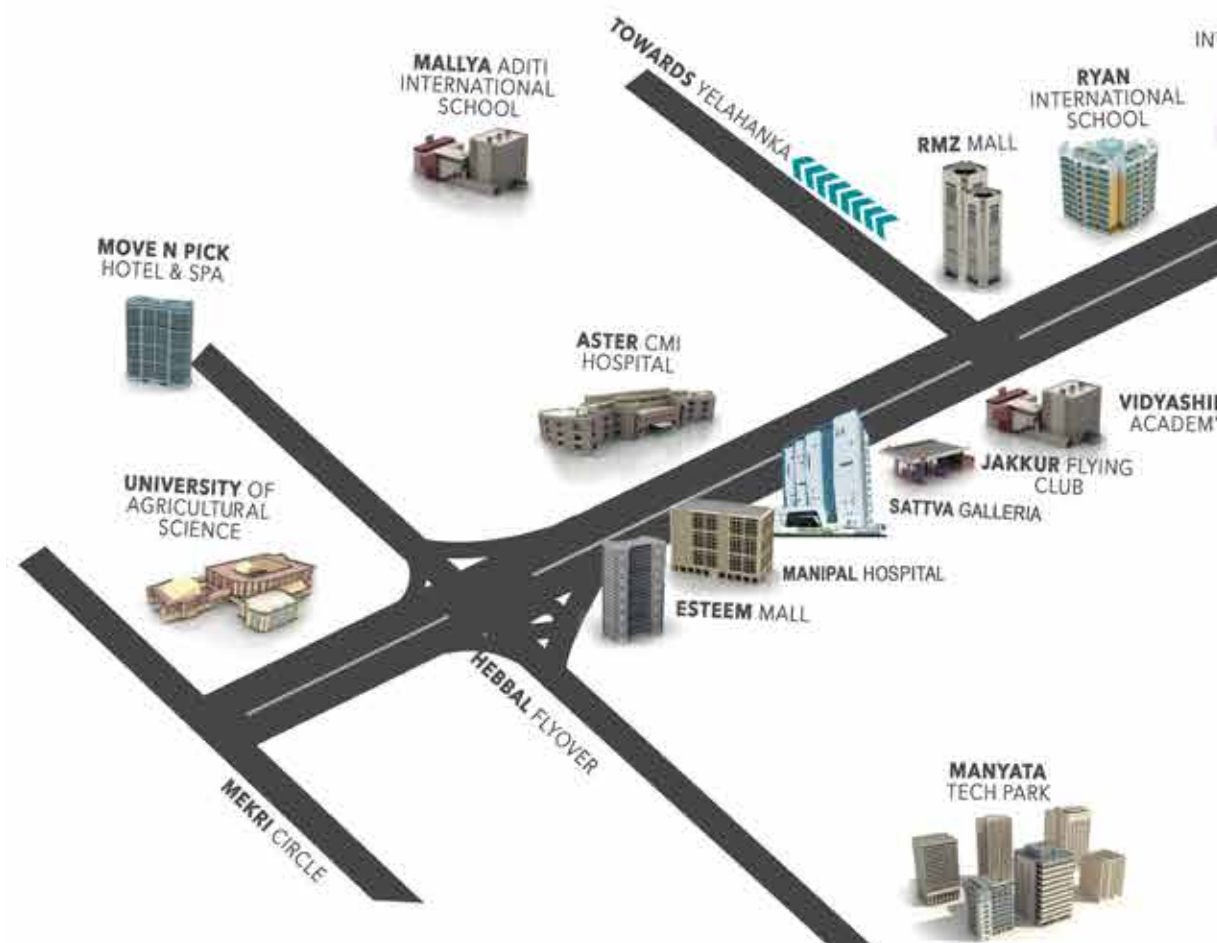 TOWARDS YELAHANKA
MALLYA ADITI
INTERNATIONAL
SCHOOL
RYAN
INTERNATIONAL
SCHOOL
RMZ MALL
MOVE N PICK
HOTEL & SPA
ASTER CMI
HOSPITAL
ACADEMY
JAKKUR FLYING
CLUB
SATTVA GALLERIA
UNIVERSITY OF
AGRICULTURAL
SCIENCE
MANIPAL HOSPITAL
ESTEEM MALL
HEBBAL FLYOVER
MEKRI CIRCLE
MANYATA
TECH PARK